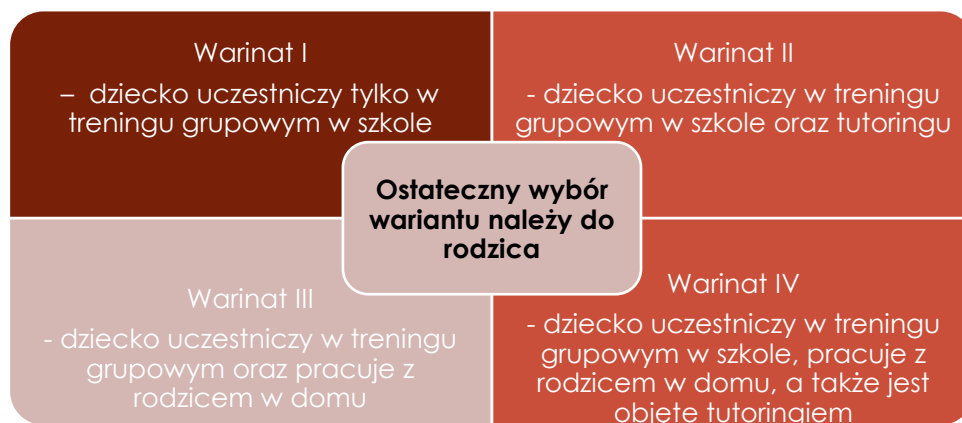 Warinat I
– dziecko uczestniczy tylko w
treningu grupowym w szkole
Warinat II
- dziecko uczestniczy w treningu
grupowym w szkole oraz tutoringu
Ostateczny wybór
wariantu należy do
rodzica
Warinat III
- dziecko uczestniczy w treningu
grupowym oraz pracuje z
rodzicem w domu
Warinat IV
- dziecko uczestniczy w treningu
grupowym w szkole, pracuje z
rodzicem w domu, a także jest
objęte tutoringiem